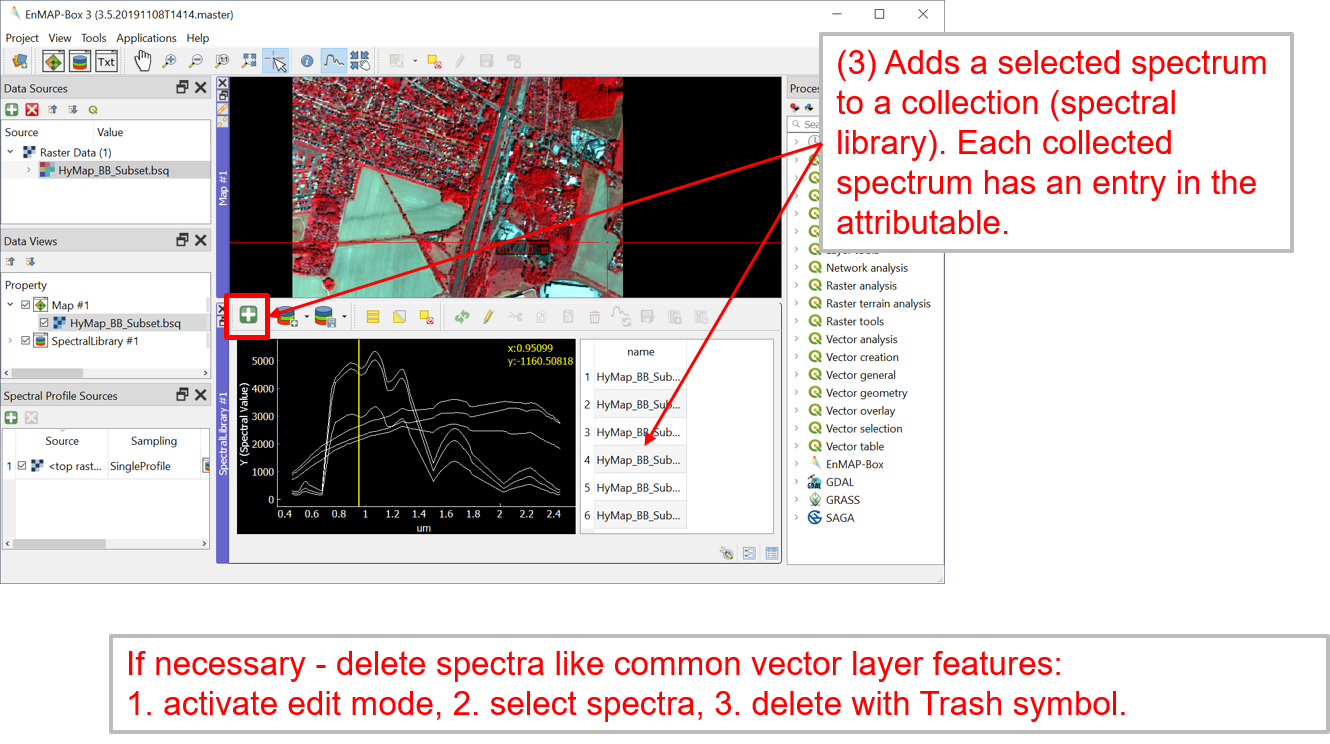 EnMAP-Box 3 (3.5.20191108T1414.master)
Project View Tools Applications Help
Txt
Data Sources
Source Value
Raster Data (1)
HyMap_BB_Subset.bsq
Data Views
Property
Map #1
HyMap_BB_Subset.bsq
SpectralLibrary #1
Spectral Profile Sources
Source Sampling
1 <top rast... SingleProfile
Map #1
SpectralLibrary #1
x:0.95099
y:-1160.50818
Y (Spectral Value)
5000
4000
3000
2000
1000
0
0.4 0.6 0.8 1 1.2 1.4 1.6 1.8 2 2.2 2.4
um
name
1 HyMap_BB_Sub...
2 HyMap_BB_Sub...
3 HyMap_BB_Sub...
4 HyMap_BB_Sub...
5 HyMap_BB_Sub...
6 HyMap_BB_Sub...
Proces
Sea
(3) Adds a selected spectrum
to a collection (spectral
library). Each collected
spectrum has an entry in the
attributable.
Network analysis
Raster analysis
Raster terrain analysis
Raster tools
Vector analysis
Vector creation
Vector general
Vector geometry
Vector overlay
Vector selection
Vector table
EnMAP-Box
GDAL
GRASS
SAGA
If necessary - delete spectra like common vector layer features:
1. activate edit mode, 2. select spectra, 3. delete with Trash symbol.